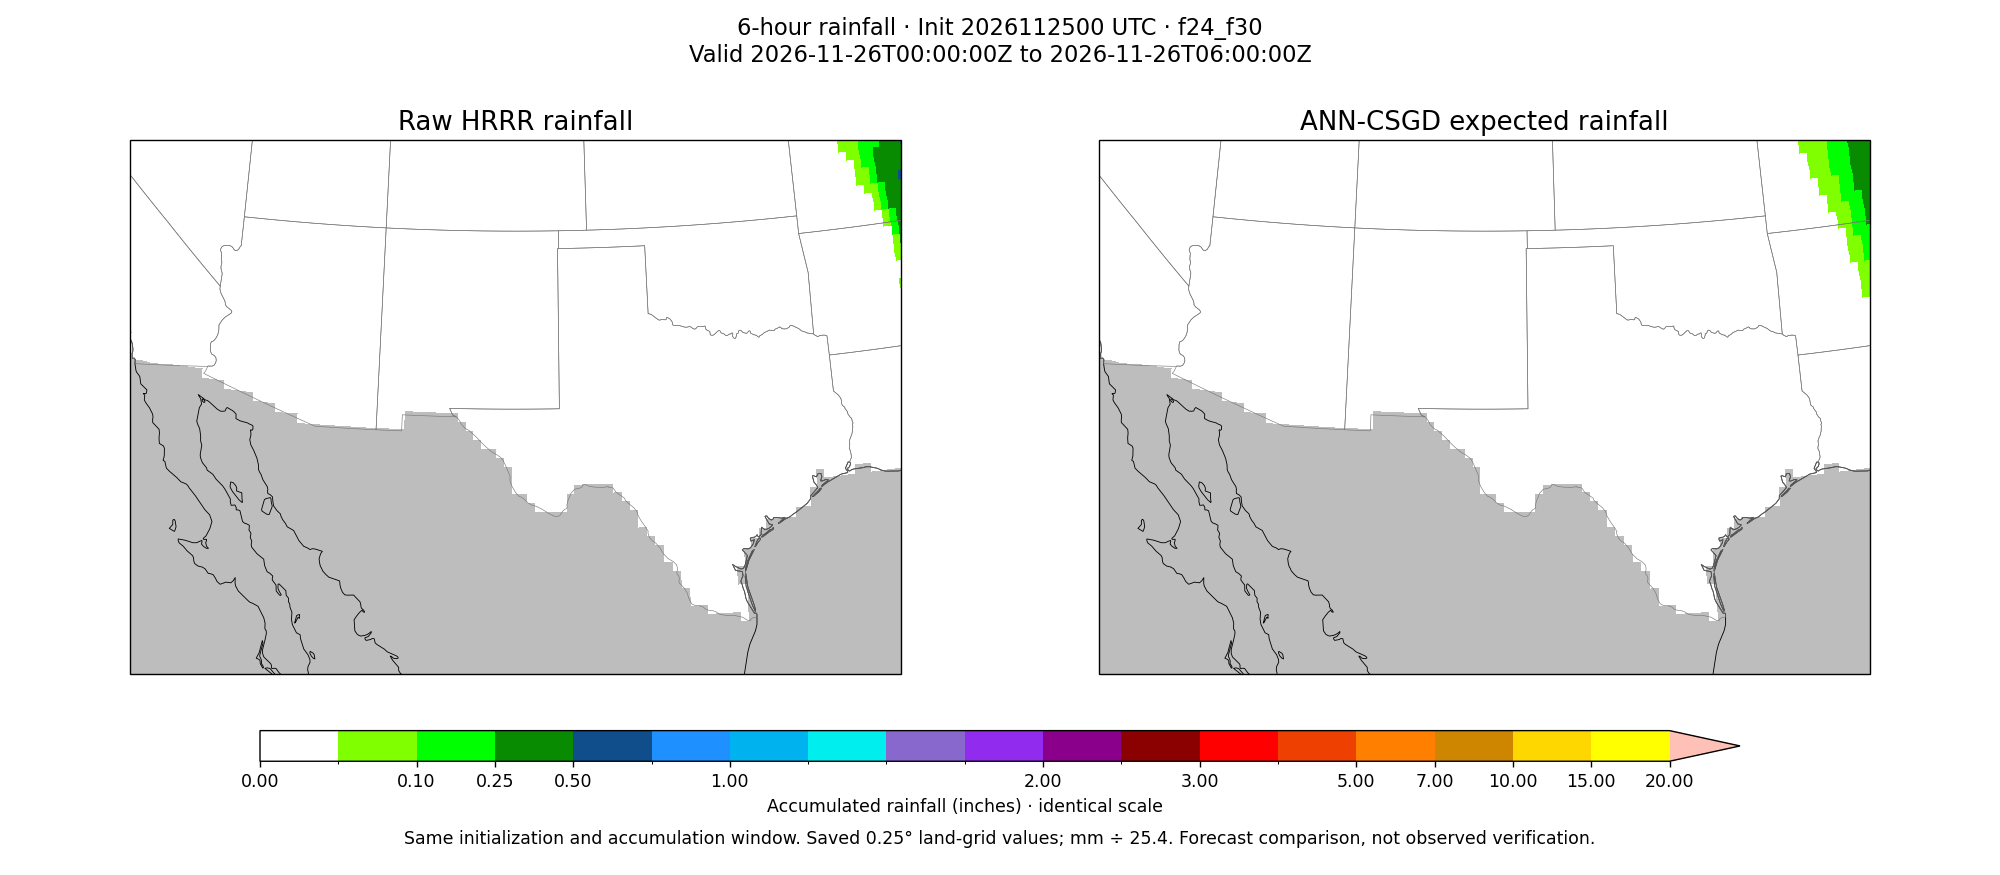 6-hour rainfall · Init 2026112500 UTC · f24_f30
Valid 2026-11-26T00:00:00Z to 2026-11-26T06:00:00Z
Raw HRRR rainfall
ANN-CSGD expected rainfall
0.00 0.10 0.25 0.50 1.00 2.00 3.00 5.00 7.00 10.00 15.00 20.00
Accumulated rainfall (inches) · identical scale
Same initialization and accumulation window. Saved 0.25° land-grid values; mm ÷ 25.4. Forecast comparison, not observed verification.